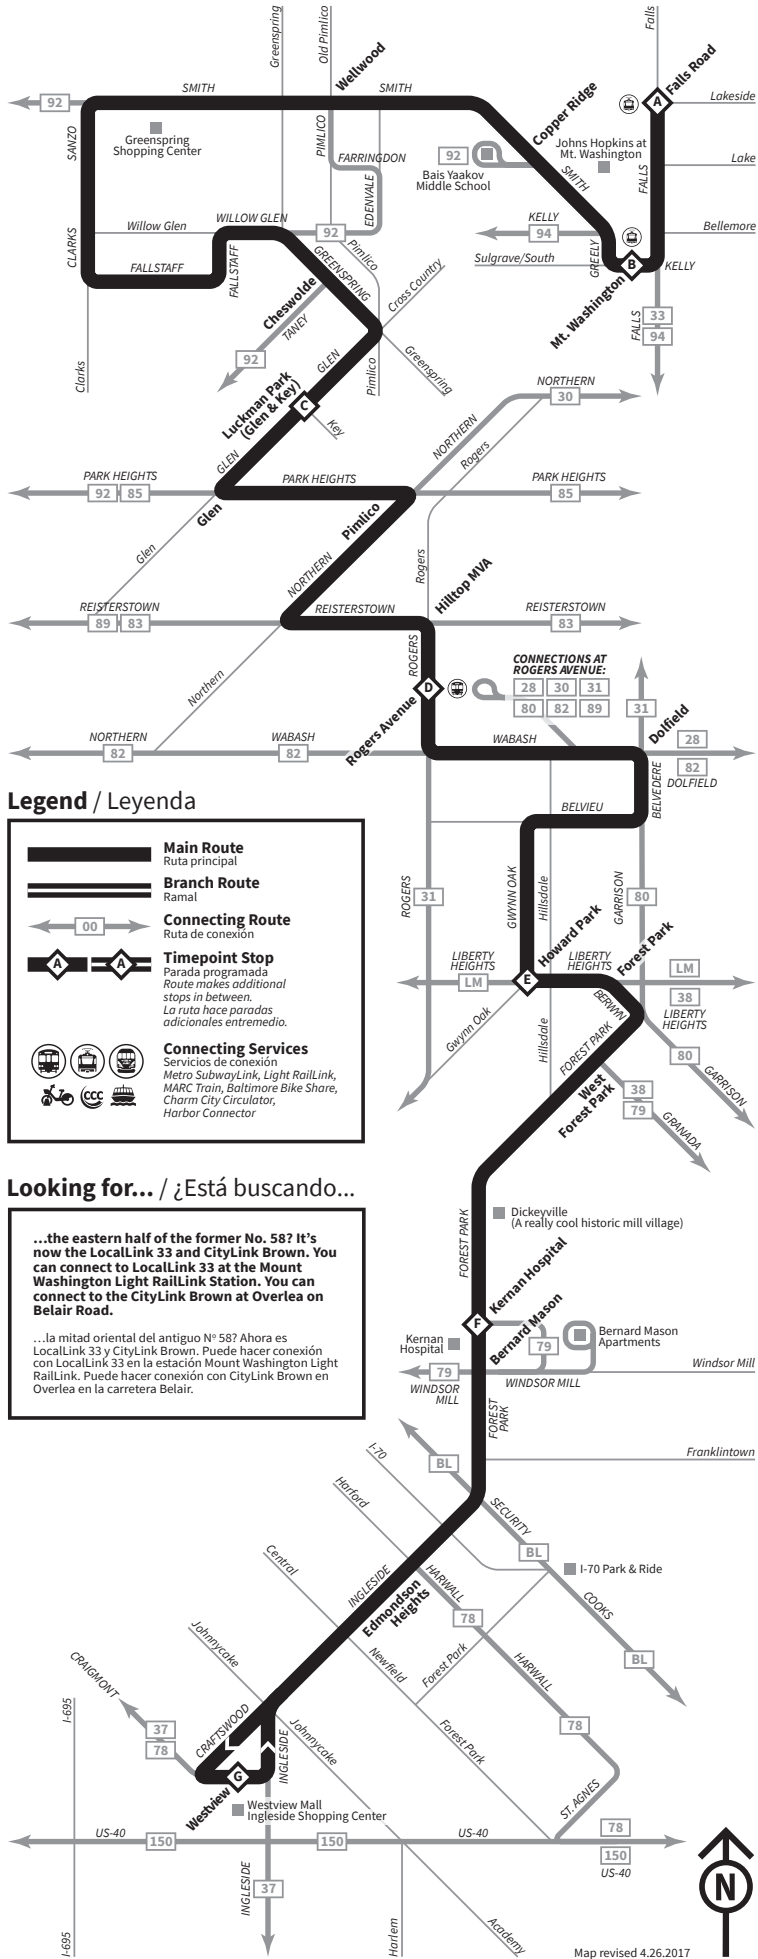 Greenspring
Old Pimlico
Falls
Wellwood
Falls Road
SMITH
SMITH
92
A
Lakeside
SANZO
Greenspring
Shopping Center
PIMLICO
FARRINGDON
EDENVALE
Copper Ridge
92
Bais Yaakov
Middle School
Johns Hopkins at
Mt. Washington
SMITH
FALLS
Lake
Willow Glen
WILLOW GLEN
92
KELLY
94
Bellemore
CLARKS
FALLSTAFF
FALLSTAFF
GREENSPRING
Pimlico
Cross Country
Sulgrave/South
GREELY
B
KELLY
Mt. Washington
Cheswolde
TANEY
92
FALLS
33
94
Clarks
GLEN
Pimlico
Greenspring
Luckman Park
(Glen & Key)
C
Key
NORTHERN
30
NORTHERN
Rogers
GLEN
PARK HEIGHTS
92
85
PARK HEIGHTS
PARK HEIGHTS
85
Glen
Pimlico
Glen
NORTHERN
Rogers
Hilltop MVA
REISTERSTOWN
89
83
REISTERSTOWN
REISTERSTOWN
83
Northern
ROGERS
D
Rogers Avenue
CONNECTIONS AT
ROGERS AVENUE:
28
30
31
80
82
89
31
Dolfield
28
NORTHERN
82
WABASH
82
WABASH
82
DOLFIELD
BELVEDERE
BELVIEU
ROGERS
31
GWYNN OAK
Hillsdale
GARRISON
80
Howard Park
Forest Park
LIBERTY
HEIGHTS
LM
E
LIBERTY
HEIGHTS
LM
38
LIBERTY
HEIGHTS
BERWYN
Gwynn Oak
Hillsdale
FOREST PARK
80
GARRISON
West
Forest Park
38
79
GRANADA
Legend / Leyenda
Main Route
Ruta principal
Branch Route
Ramal
00
Connecting Route
Ruta de conexión
A
A
Timepoint Stop
Parada programada
Route makes additional
stops in between.
La ruta hace paradas
adicionales entremedio.
CCC
Connecting Services
Servicios de conexión
Metro SubwayLink, Light RailLink,
MARC Train, Baltimore Bike Share,
Charm City Circulator,
Harbor Connector
Looking for... / ¿Está buscando...
...the eastern half of the former No. 58? It's
now the LocalLink 33 and CityLink Brown. You
can connect to LocalLink 33 at the Mount
Washington Light RailLink Station. You can
connect to the CityLink Brown at Overlea on
Belair Road.
...la mitad oriental del antiguo Nº 58? Ahora es
LocalLink 33 y CityLink Brown. Puede hacer conexión
con LocalLink 33 en la estación Mount Washington Light
RailLink. Puede hacer conexión con CityLink Brown en
Overlea en la carretera Belair.
FOREST PARK
Dickeyville
(A really cool historic mill village)
Kernan Hospital
F
Bernard Mason
Kernan
Hospital
79
Bernard Mason
Apartments
79
WINDSOR
MILL
WINDSOR MILL
Windsor Mill
FOREST
PARK
Franklintown
BL
I-70
Harford
SECURITY
BL
I-70 Park & Ride
Central
INGLESIDE
Edmondson
Heights
HARWALL
78
COOKS
BL
Johnnycake
Newfield
Forest Park
HARWALL
CRAIGMONT
I-695
37
78
CRAFTSWOOD
INGLESIDE
Johnnycake
Forest Park
78
G
Westview
Westview Mall
Ingleside Shopping Center
ST. AGNES
US-40
150
150
US-40
78
150
US-40
INGLESIDE
37
I-695
Harlem
Academy
N
Map revised 4.26.2017